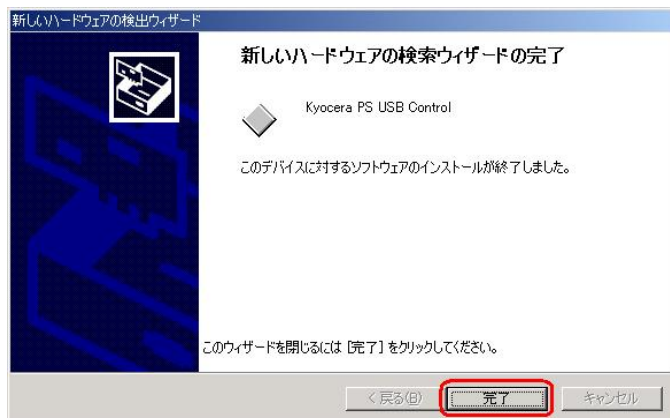 新しいハードウェアの検出ウィザード
新しいハードウェアの検索ウィザードの完了
Kyocera PS USB Control
このデバイスに対するソフトウェアのインストールが終了しました。
このウィザードを閉じるには [完了] をクリックしてください。
< 戻る(B) 完了 キャンセル